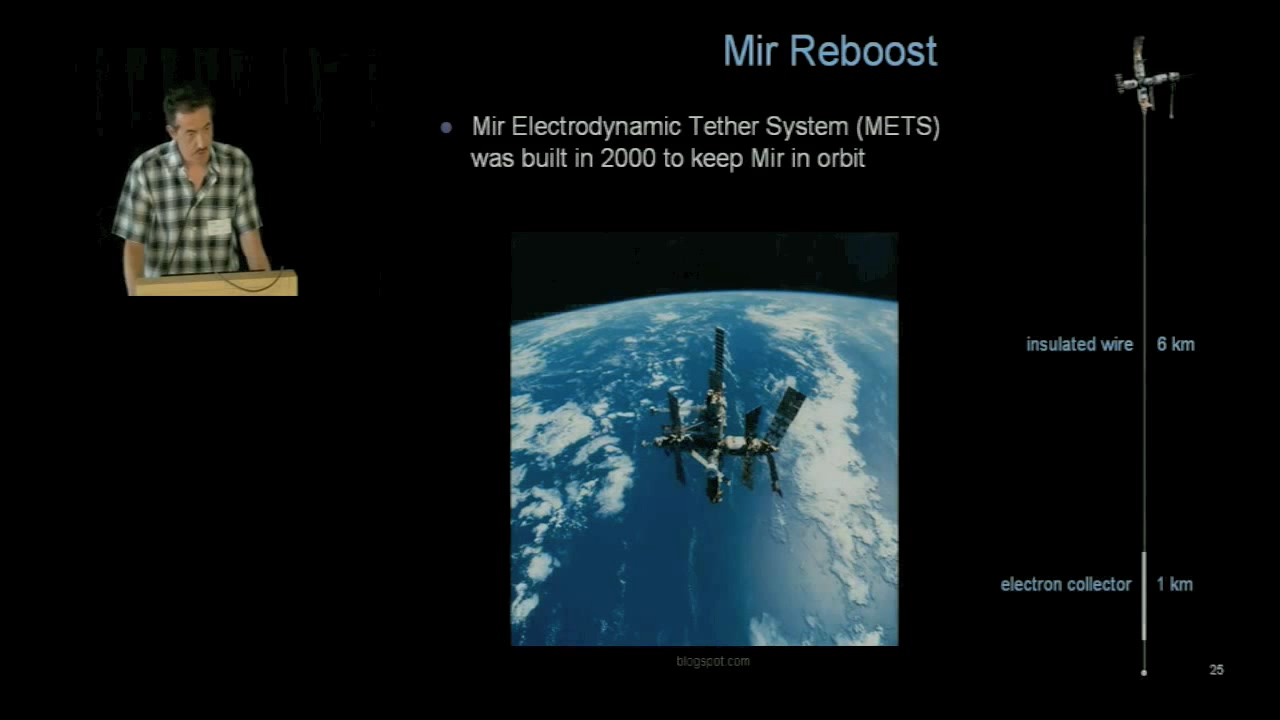 Mir Reboost
Mir Electrodynamic Tether System (METS)
was built in 2000 to keep Mir in orbit
insulated wire 6 km
electron collector 1 km
blogspot.com
25